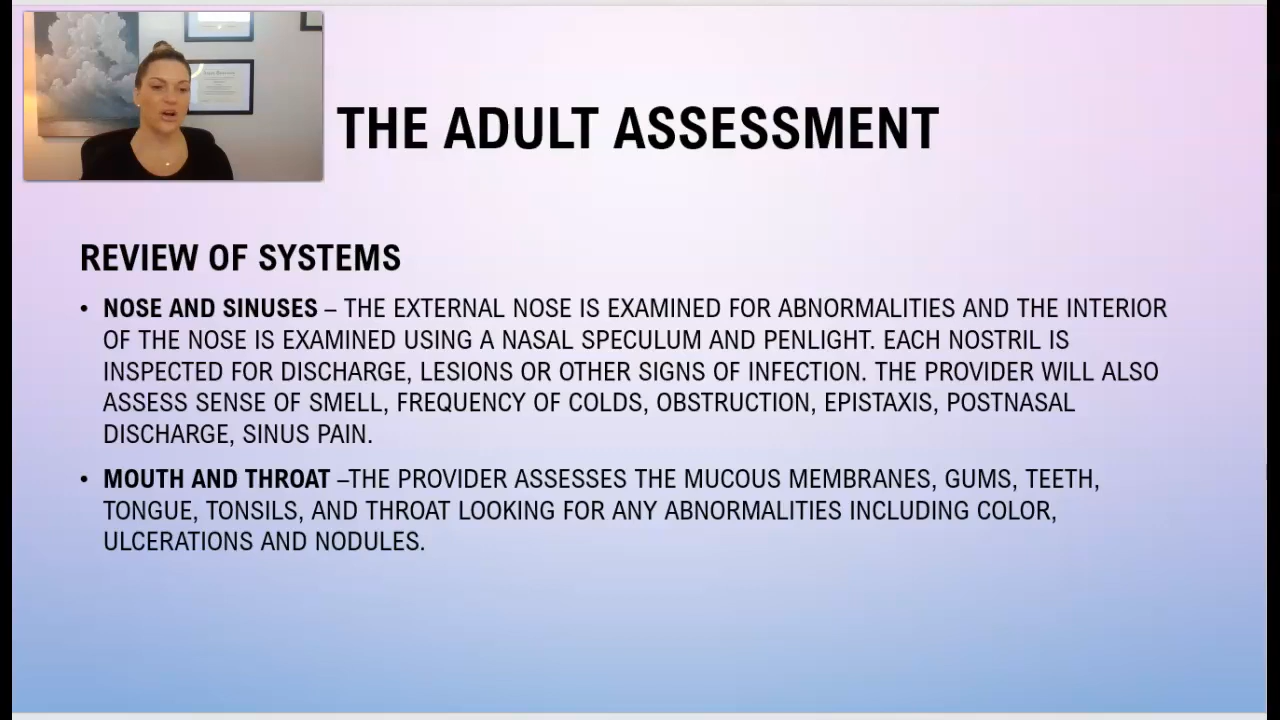 THE ADULT ASSESSMENT
REVIEW OF SYSTEMS
• NOSE AND SINUSES – THE EXTERNAL NOSE IS EXAMINED FOR ABNORMALITIES AND THE INTERIOR
OF THE NOSE IS EXAMINED USING A NASAL SPECULUM AND PENLIGHT. EACH NOSTRIL IS
INSPECTED FOR DISCHARGE, LESIONS OR OTHER SIGNS OF INFECTION. THE PROVIDER WILL ALSO
ASSESS SENSE OF SMELL, FREQUENCY OF COLDS, OBSTRUCTION, EPISTAXIS, POSTNASAL
DISCHARGE, SINUS PAIN.
• MOUTH AND THROAT –THE PROVIDER ASSESSES THE MUCOUS MEMBRANES, GUMS, TEETH,
TONGUE, TONSILS, AND THROAT LOOKING FOR ANY ABNORMALITIES INCLUDING COLOR,
ULCERATIONS AND NODULES.